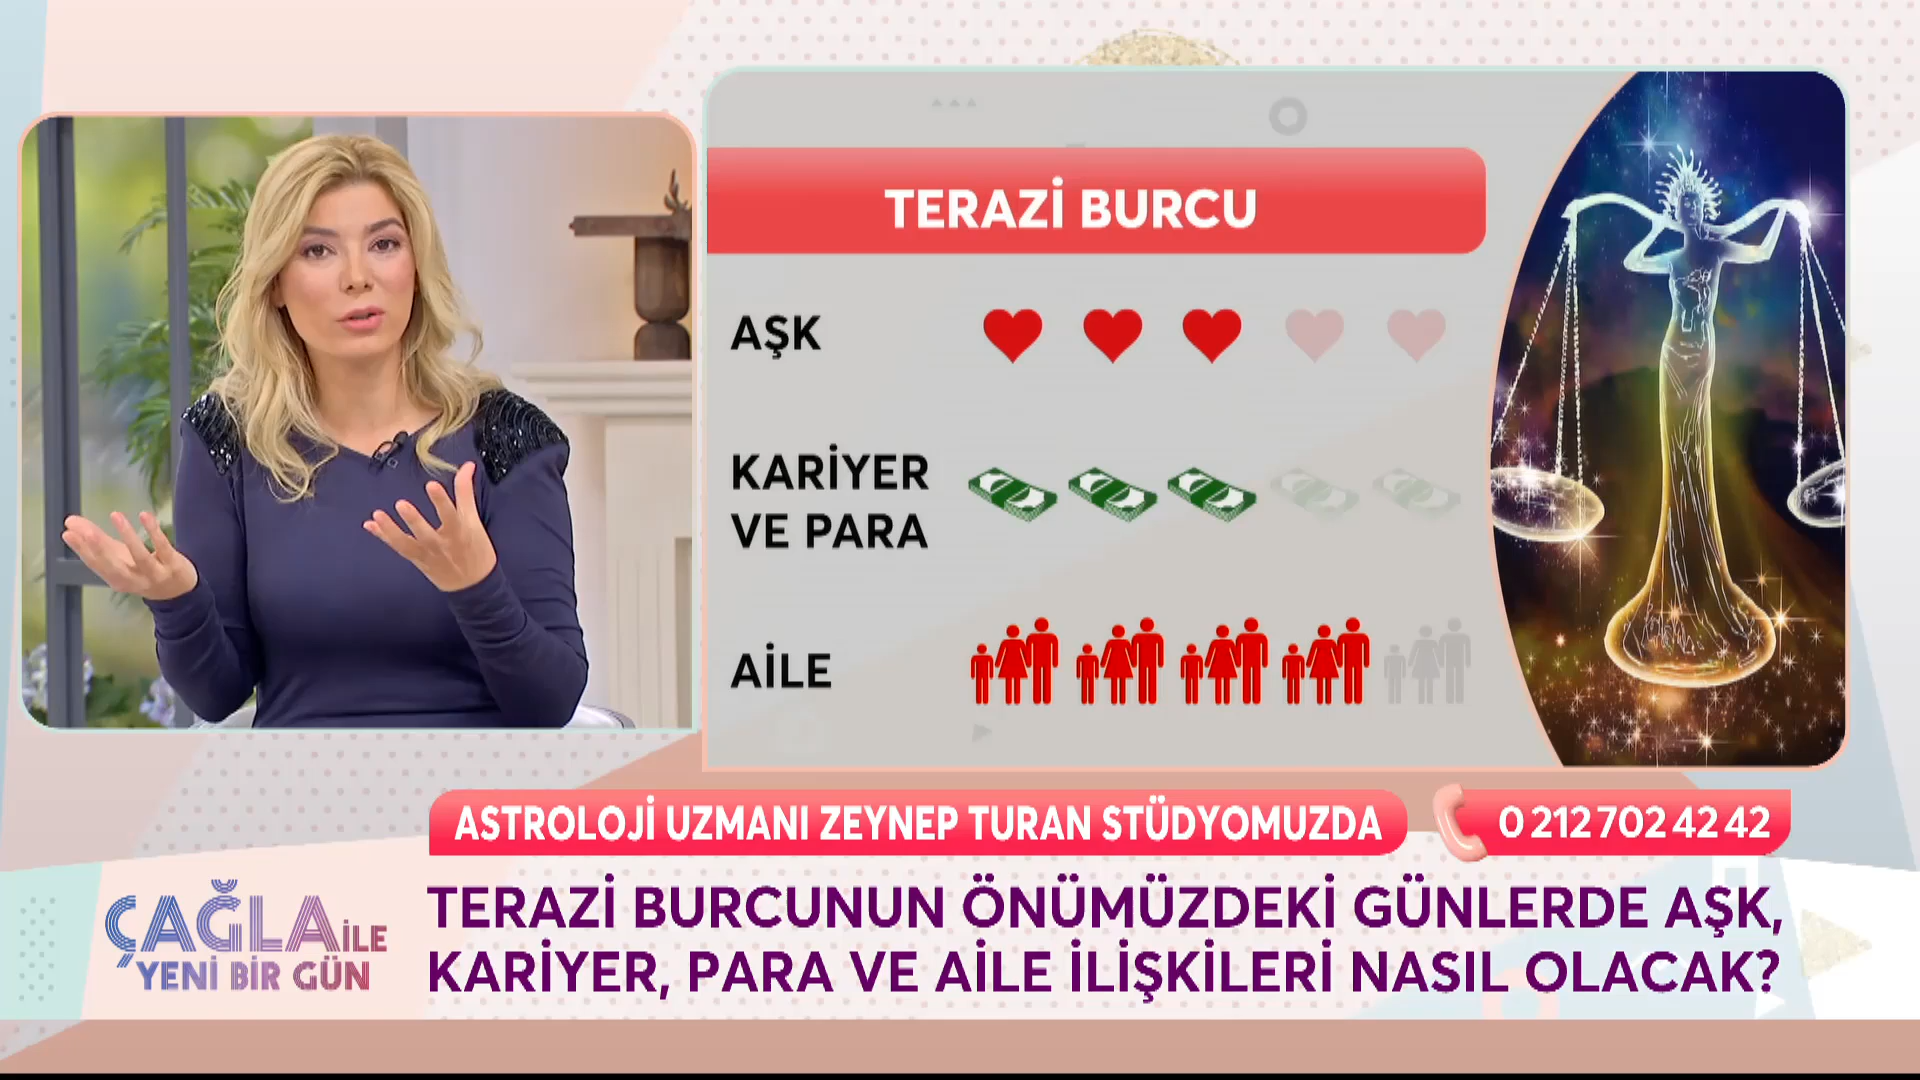 TERAZİ BURCU
AŞK
KARİYER
VE PARA
AİLE
ASTROLOJİ UZMANI ZEYNEP TURAN STÜDYOMUZDA
0 212 702 42 42
ÇAĞLA İLE
YENİ BİR GÜN
TERAZİ BURCUNUN ÖNÜMÜZDEKİ GÜNLERDE AŞK,
KARİYER, PARA VE AİLE İLİŞKİLERİ NASIL OLACAK?